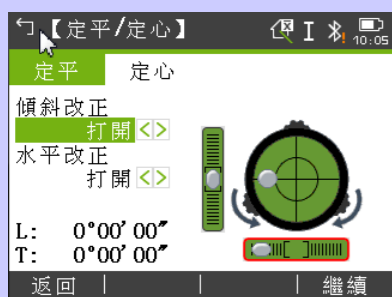 【定平/定心】 I 10:05
定平 定心
傾斜改正
打開 <>
水平改正
打開 <>
L: 0°00′00″
T: 0°00′00″
返回 | | | 繼續